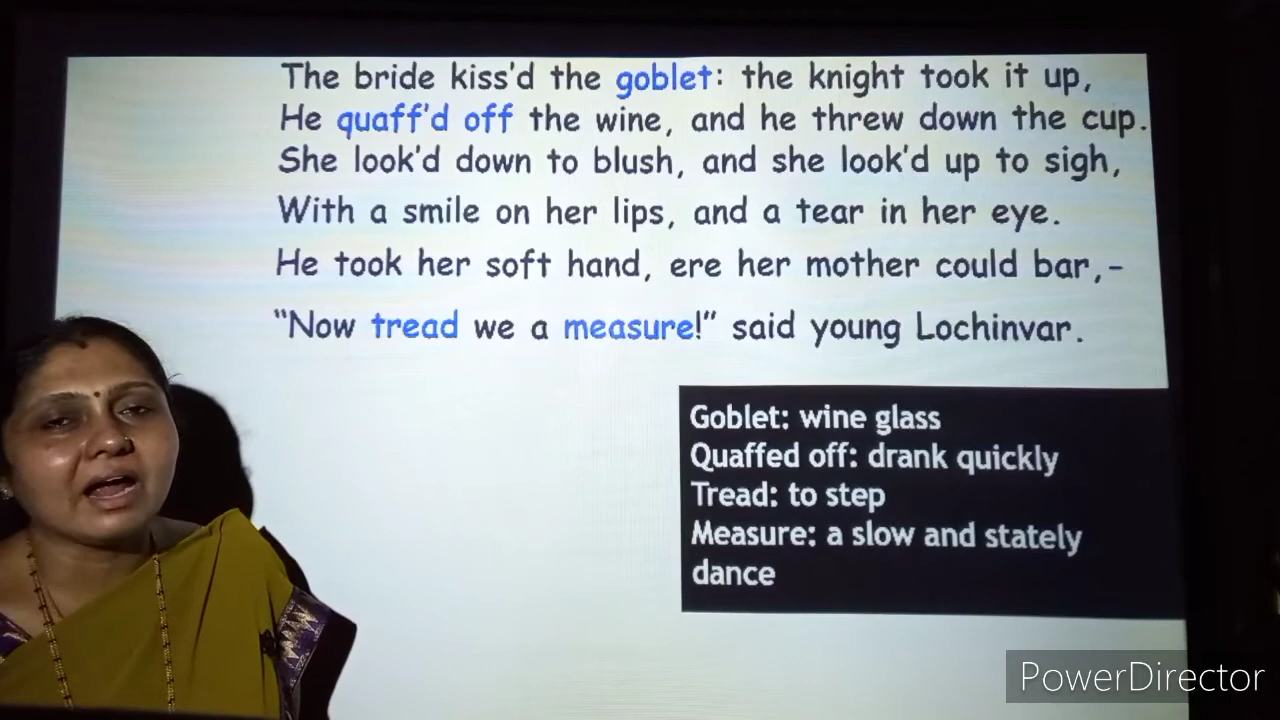 The bride kiss'd the goblet: the knight took it up,
He quaff'd off the wine, and he threw down the cup.
She look'd down to blush, and she look'd up to sigh,
With a smile on her lips, and a tear in her eye.
He took her soft hand, ere her mother could bar,-
“Now tread we a measure!” said young Lochinvar.
Goblet: wine glass
Quaffed off: drank quickly
Tread: to step
Measure: a slow and stately
dance
PowerDirector